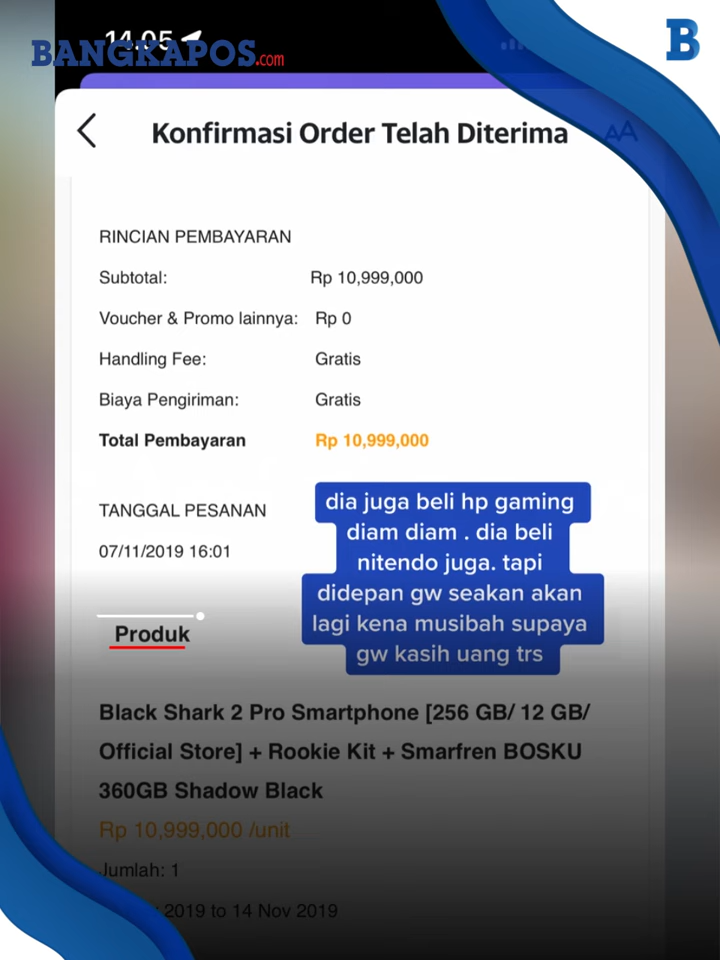 14.05
BANGKAPOS.com
B
Konfirmasi Order Telah Diterima
AA
RINCIAN PEMBAYARAN
Subtotal: Rp 10,999,000
Voucher & Promo lainnya: Rp 0
Handling Fee: Gratis
Biaya Pengiriman: Gratis
Total Pembayaran Rp 10,999,000
TANGGAL PESANAN
07/11/2019 16:01
dia juga beli hp gaming
diam diam . dia beli
nitendo juga. tapi
didepan gw seakan akan
lagi kena musibah supaya
gw kasih uang trs
Produk
Black Shark 2 Pro Smartphone [256 GB/ 12 GB/
Official Store] + Rookie Kit + Smarfren BOSKU
360GB Shadow Black
Rp 10,999,000 /unit
Jumlah: 1
2019 to 14 Nov 2019